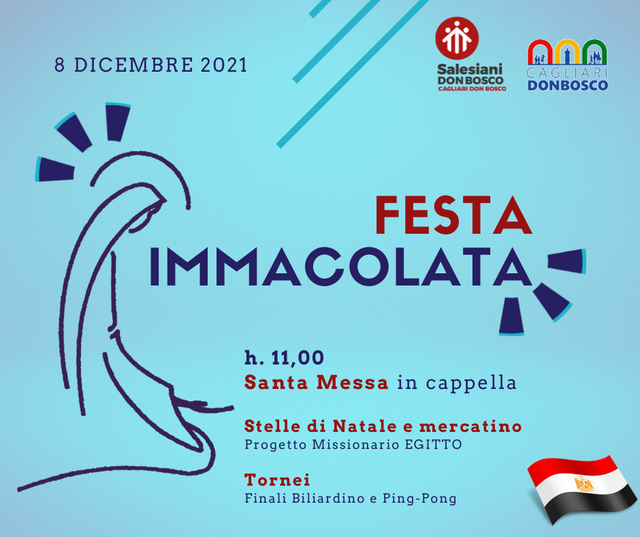 8 DICEMBRE 2021
Salesiani
DON BOSCO
CAGLIARI DON BOSCO
CAGLIARI
DONBOSCO
FESTA
IMMACOLATA
h. 11,00
Santa Messa in cappella
Stelle di Natale e mercatino
Progetto Missionario EGITTO
Tornei
Finali Biliardino e Ping-Pong